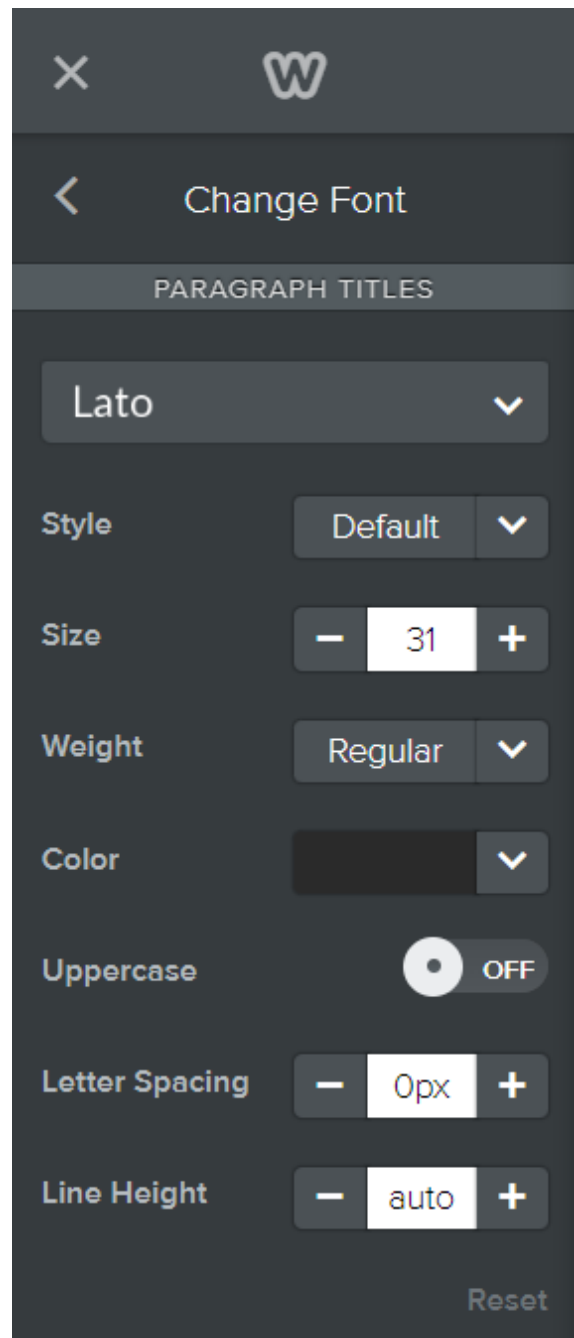 W
Change Font
PARAGRAPH TITLES
Lato
Style Default
Size − 31 +
Weight Regular
Color
Uppercase OFF
Letter Spacing − 0px +
Line Height − auto +
Reset